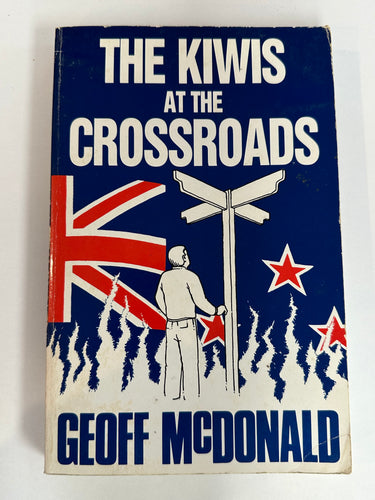 THE KIWIS
AT THE
CROSSROADS
GEOFF McDONALD